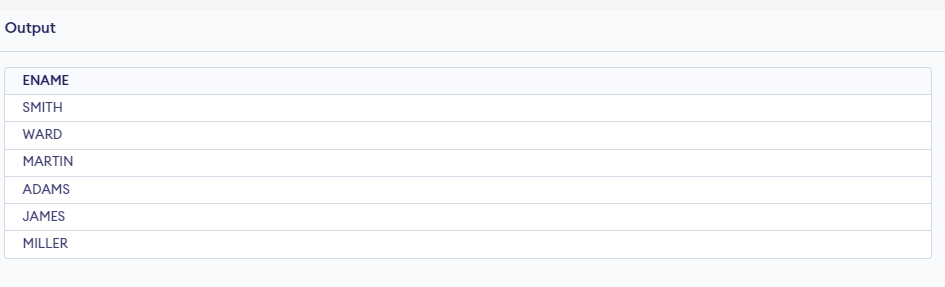 Output
ENAME
SMITH
WARD
MARTIN
ADAMS
JAMES
MILLER